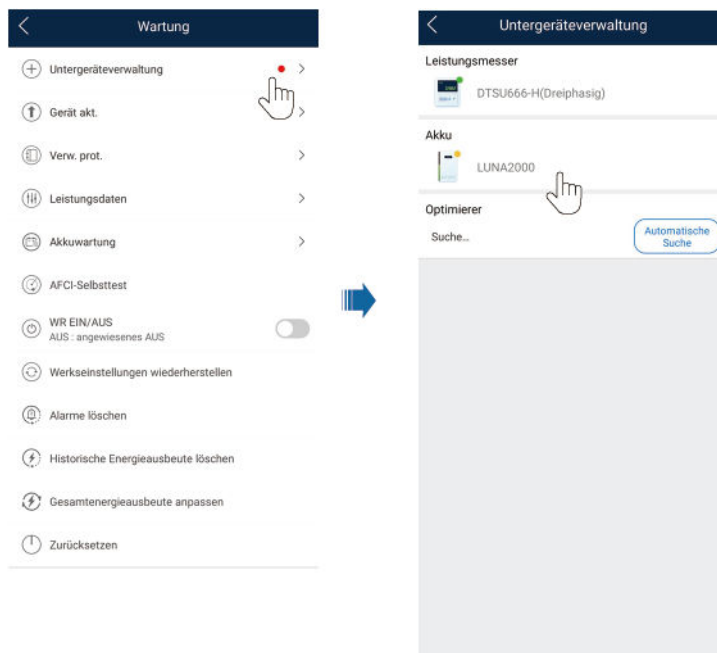 Wartung
Untergeräteverwaltung
Gerät akt.
Verw. prot.
Leistungsdaten
Akkuwartung
AFCI-Selbsttest
WR EIN/AUS
AUS : angewiesenes AUS
Werkseinstellungen wiederherstellen
Alarme löschen
Historische Energieausbeute löschen
Gesamtenergieausbeute anpassen
Zurücksetzen
Untergeräteverwaltung
Leistungsmesser
DTSU666-H(Dreiphasig)
Akku
LUNA2000
Optimierer
Suche...
Automatische
Suche